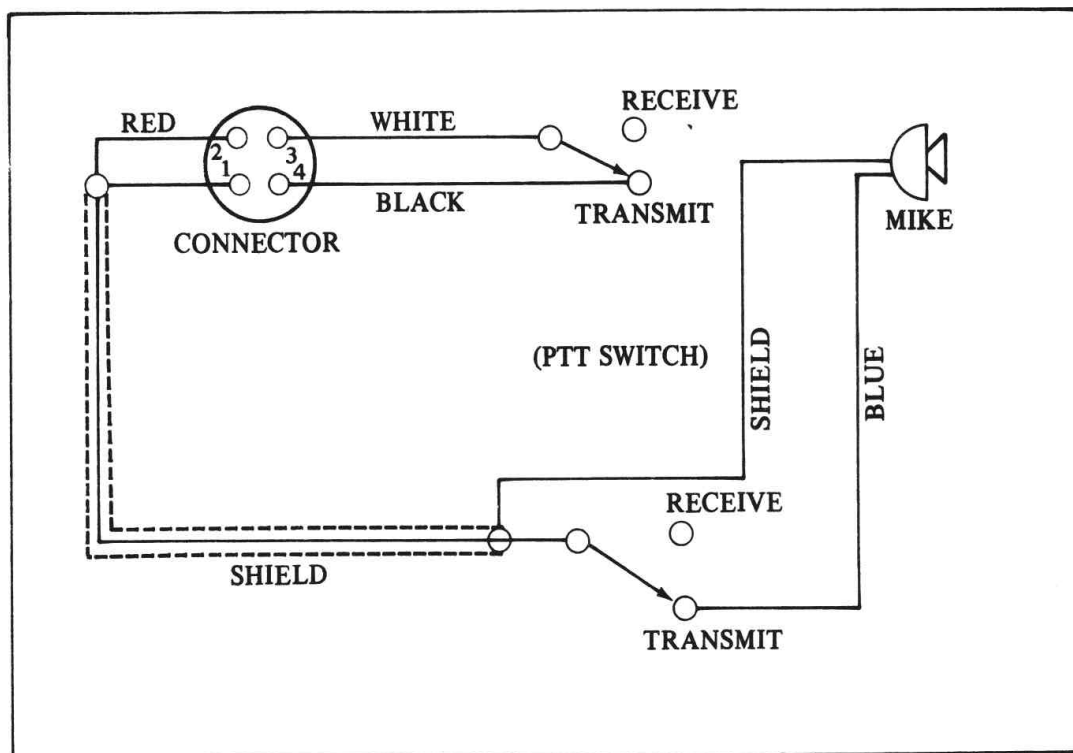 RECEIVE
RED
WHITE
2
3
1
4
BLACK
TRANSMIT
CONNECTOR
MIKE
(PTT SWITCH)
SHIELD
BLUE
RECEIVE
SHIELD
TRANSMIT